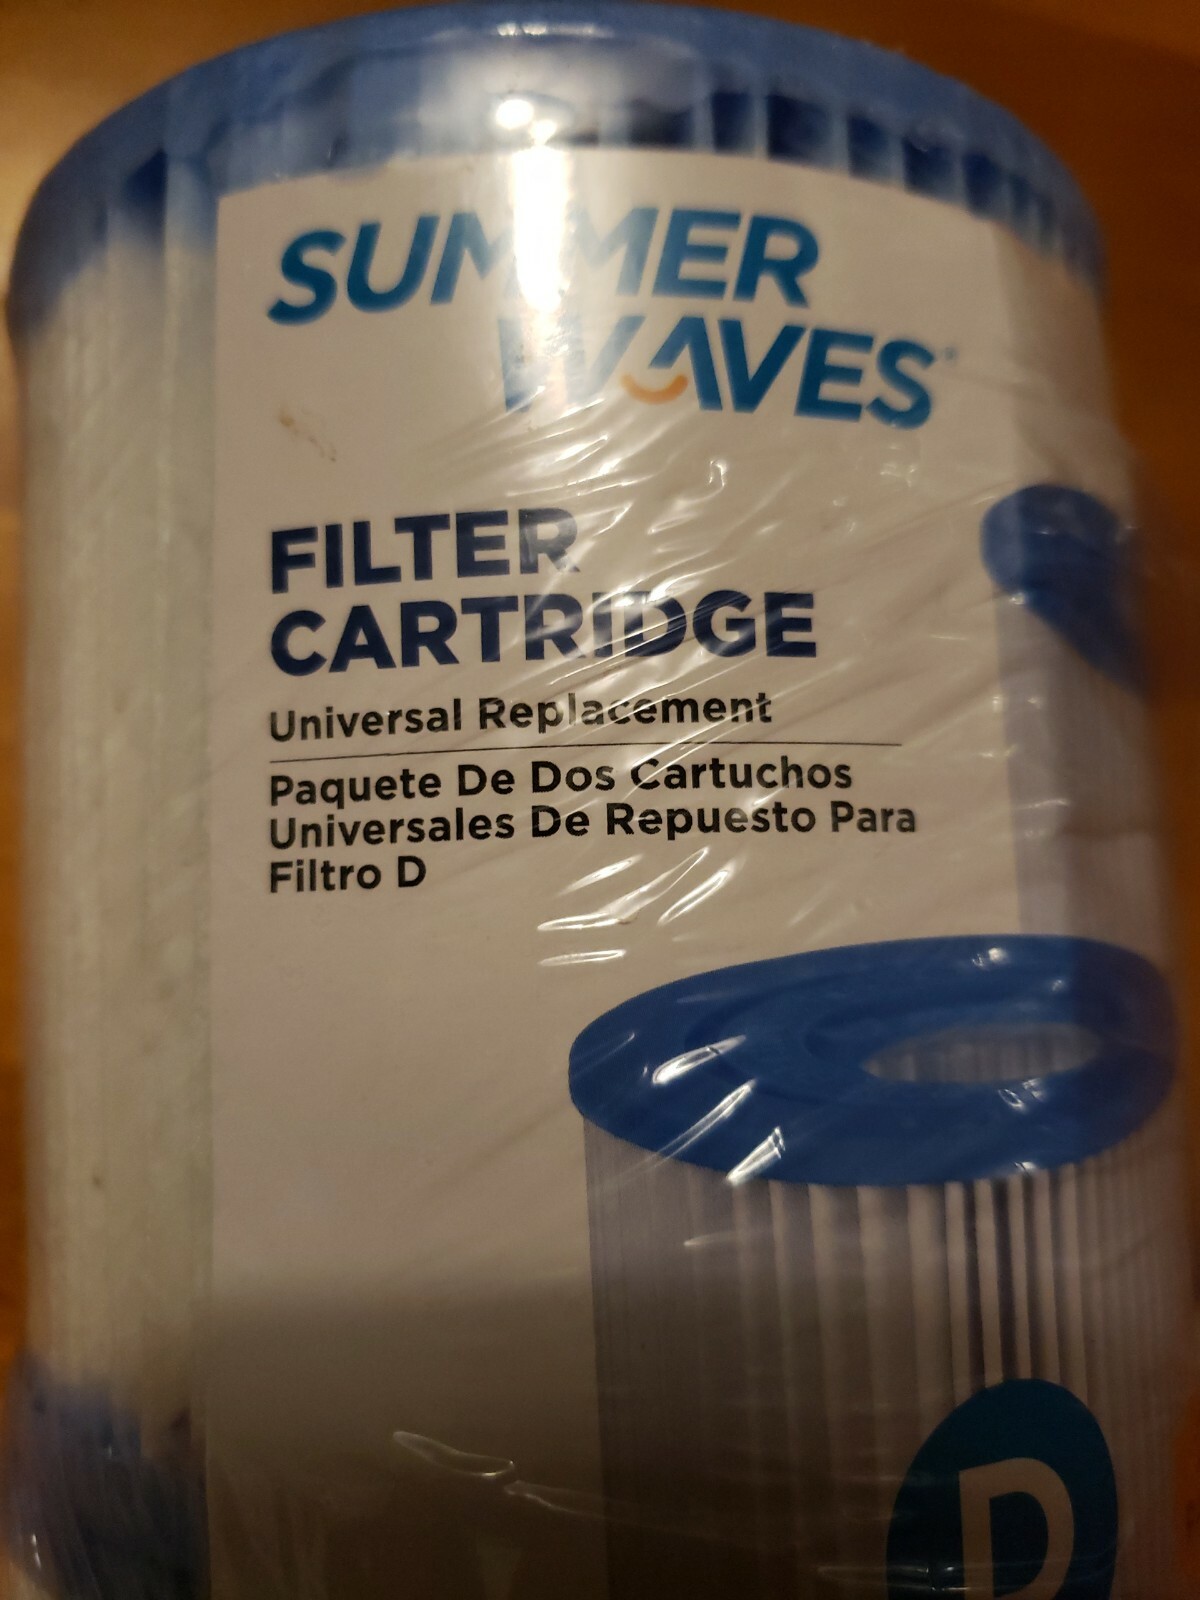 SUMMER
WAVES
FILTER
CARTRIDGE
Universal Replacement
Paquete De Dos Cartuchos
Universales De Repuesto Para
Filtro D
D